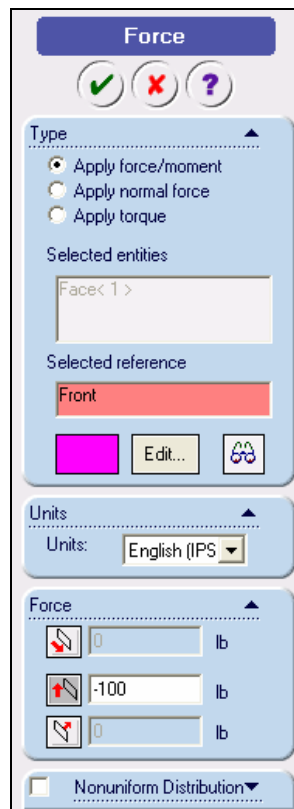 Force
?
Type
Apply force/moment
Apply normal force
Apply torque
Selected entities
Face< 1 >
Selected reference
Front
Edit...
Units
Units: English (IPS
Force
0 lb
-100 lb
0 lb
Nonuniform Distribution